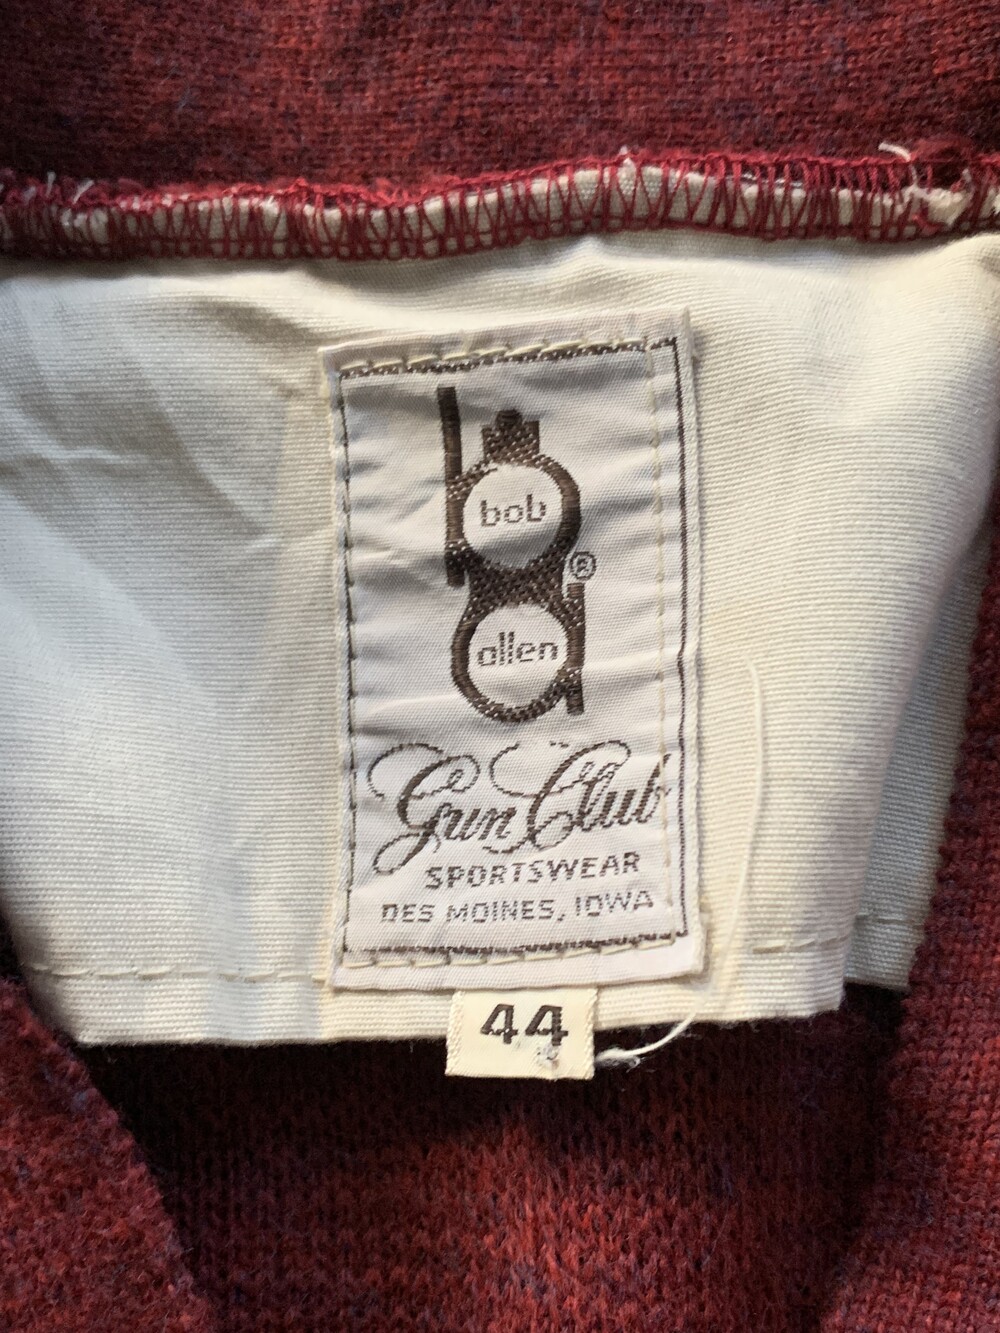 bob
®
allen
Gun Club
SPORTSWEAR
DES MOINES, IOWA
44